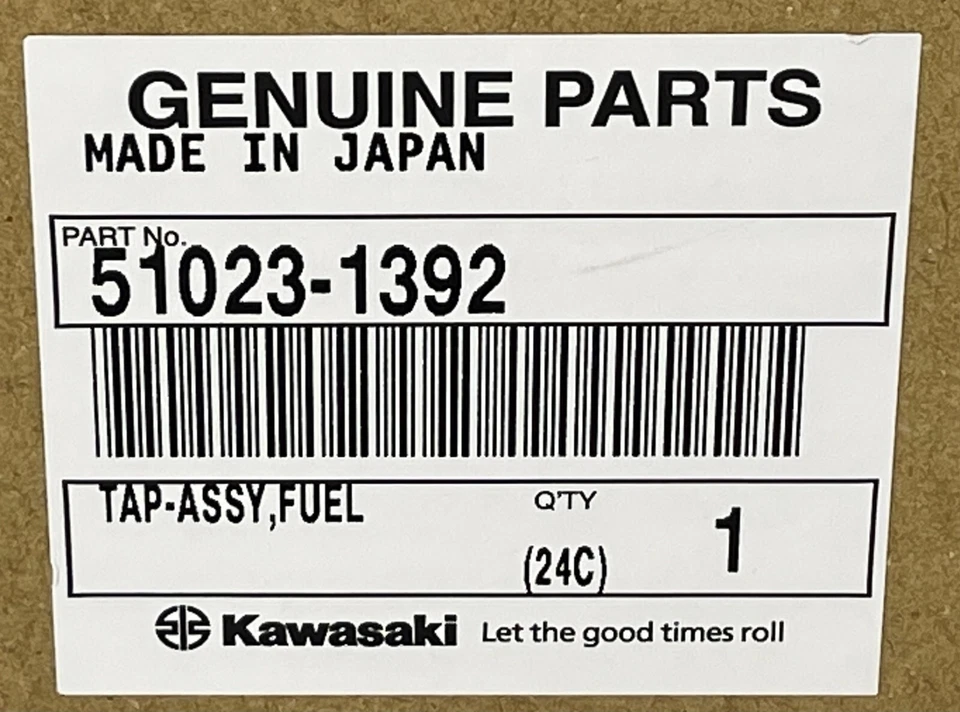 GENUINE PARTS
MADE IN JAPAN
PART No.
51023-1392
TAP-ASSY,FUEL
Q'TY
(24C) 1
Kawasaki Let the good times roll